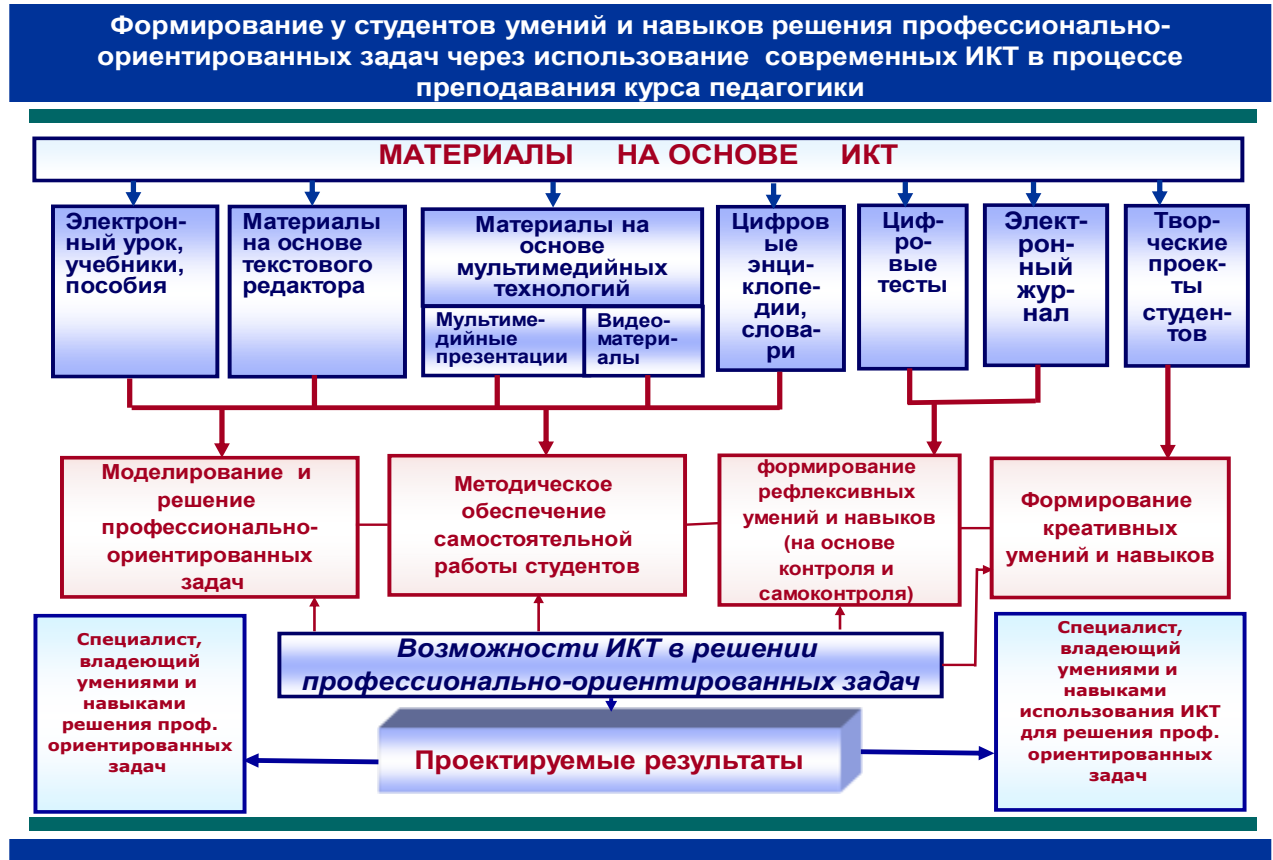 Формирование у студентов умений и навыков решения профессионально-
ориентированных задач через использование современных ИКТ в процессе
преподавания курса педагогики
МАТЕРИАЛЫ НА ОСНОВЕ ИКТ
Электрон-
ный урок,
учебники,
пособия
Материалы
на основе
текстового
редактора
Материалы на
основе
мультимедийных
технологий
Мультиме-
дийные
презентации
Видео-
матери-
алы
Цифров
ые
энци-
клопе-
дии,
слова-
ри
Циф-
ро-
вые
тесты
Элект-
рон-
ный
жур-
нал
Твор-
ческие
проек-
ты
студен-
тов
Моделирование и
решение
профессионально-
ориентированных
задач
Методическое
обеспечение
самостоятельной
работы студентов
формирование
рефлексивных
умений и навыков
(на основе
контроля и
самоконтроля)
Формирование
креативных
умений и навыков
Возможности ИКТ в решении
профессионально-ориентированных задач
Специалист,
владеющий
умениями и
навыками
решения проф.
ориентированных
задач
Проектируемые результаты
Специалист,
владеющий
умениями и
навыками
использования ИКТ
для решения проф.
ориентированных
задач